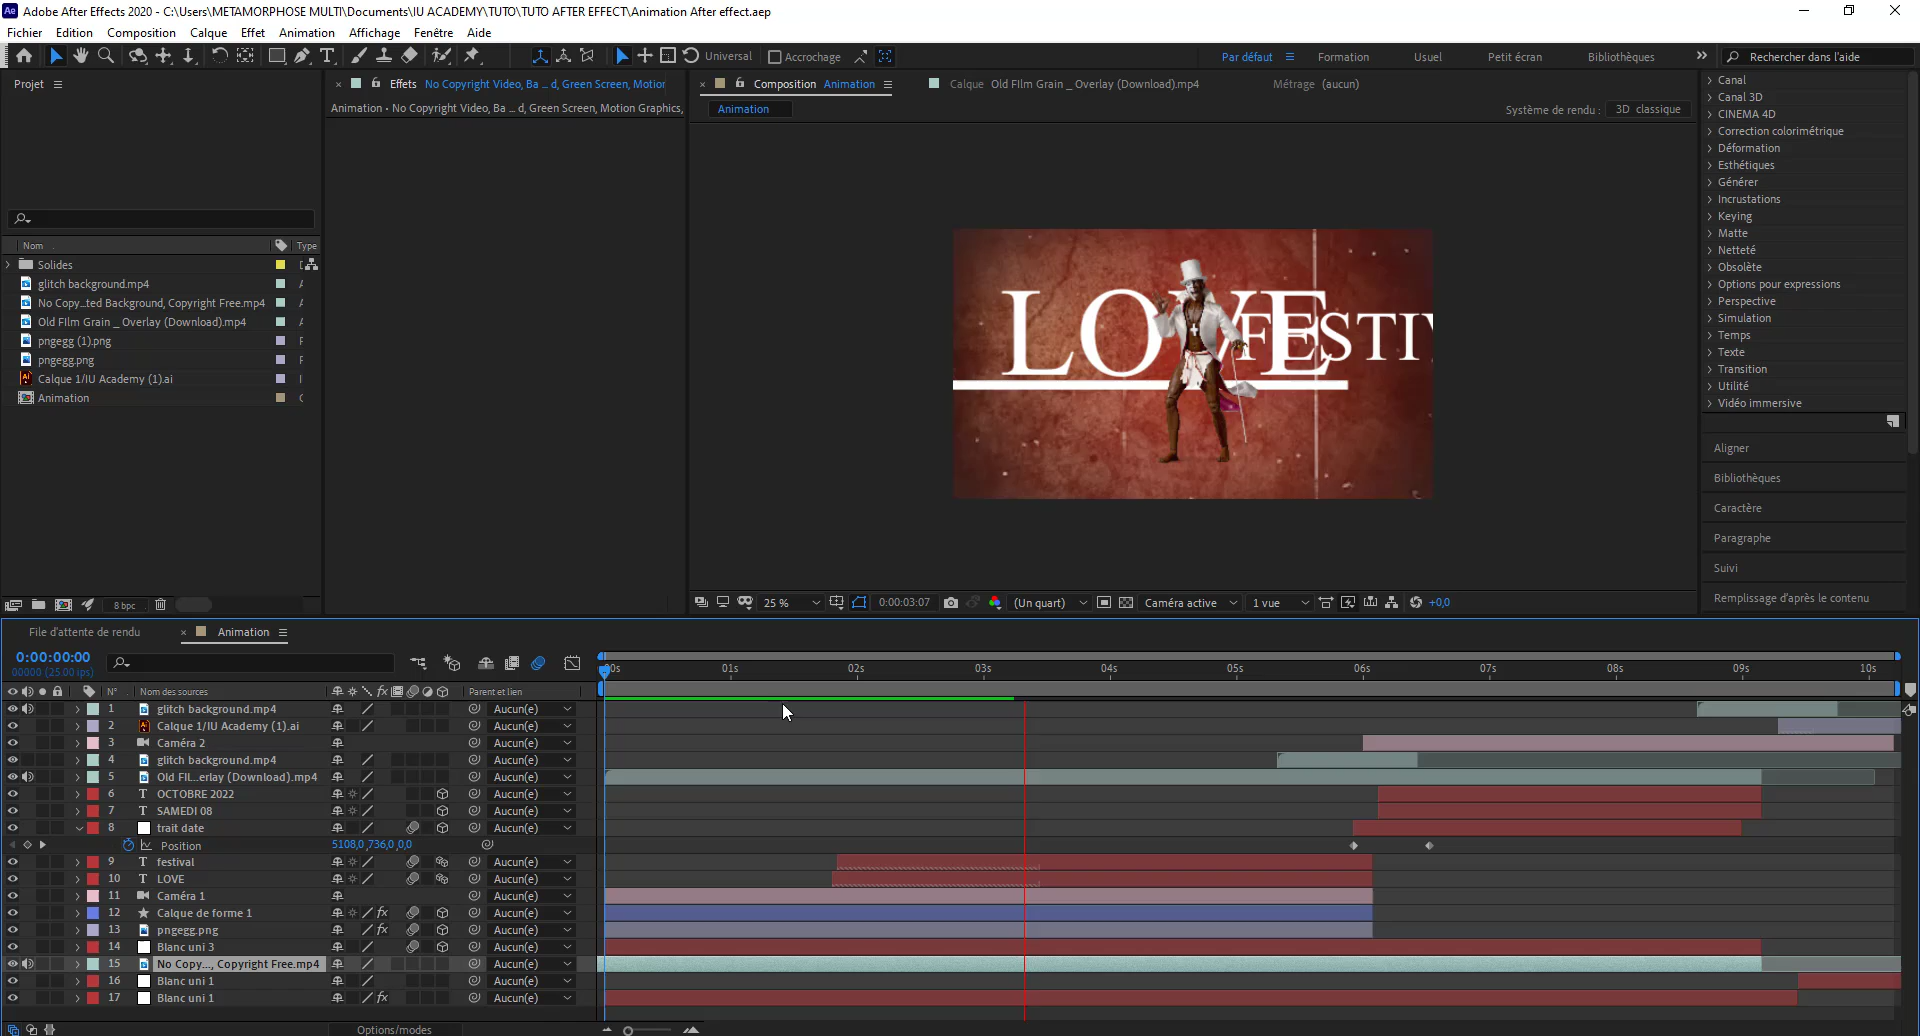 Adobe After Effects 2020 - C:\Users\METAMORPHOSE MULTI\Documents\IU ACADEMY\TUTO\TUTO AFTER EFFECT\Animation After effect.aep
Fichier Edition Composition Calque Effet Animation Affichage Fenêtre Aide
Universal Accrochage Par défaut Formation Usuel Petit écran Bibliothèques Rechercher dans l'aide
Projet
Effets No Copyright Video, Ba ... d, Green Screen, Motion
Animation • No Copyright Video, Ba ... d, Green Screen, Motion Graphics,
Composition Animation Calque Old FIlm Grain _ Overlay (Download).mp4 Métrage (aucun)
Animation
Système de rendu : 3D classique
Nom Type
Solides
glitch background.mp4
No Copy...ted Background, Copyright Free.mp4
Old FIlm Grain _ Overlay (Download).mp4
pngegg (1).png
pngegg.png
Calque 1/IU Academy (1).ai
Animation
8 bpc
LOVE
FESTIV
25 % 0:00:03:07 (Un quart) Caméra active 1 vue +0,0
Canal
Canal 3D
CINEMA 4D
Correction colorimétrique
Déformation
Esthétiques
Générer
Incrustations
Keying
Matte
Netteté
Obsolète
Options pour expressions
Perspective
Simulation
Temps
Texte
Transition
Utilité
Vidéo immersive
Aligner
Bibliothèques
Caractère
Paragraphe
Suivi
Remplissage d'après le contenu
File d'attente de rendu Animation
0:00:00:00
00000 (25.00 ips)
00s 01s 02s 03s 04s 05s 06s 07s 08s 09s 10s
N° Nom des sources Parent et lien
1 glitch background.mp4 Aucun(e)
2 Calque 1/IU Academy (1).ai Aucun(e)
3 Caméra 2 Aucun(e)
4 glitch background.mp4 Aucun(e)
5 Old FIl...erlay (Download).mp4 Aucun(e)
6 OCTOBRE 2022 Aucun(e)
7 SAMEDI 08 Aucun(e)
8 trait date Aucun(e)
Position 5108,0 ,736,0 ,0,0
9 festival Aucun(e)
10 LOVE Aucun(e)
11 Caméra 1 Aucun(e)
12 Calque de forme 1 Aucun(e)
13 pngegg.png Aucun(e)
14 Blanc uni 3 Aucun(e)
15 No Copy..., Copyright Free.mp4 Aucun(e)
16 Blanc uni 1 Aucun(e)
17 Blanc uni 1 Aucun(e)
Options/modes